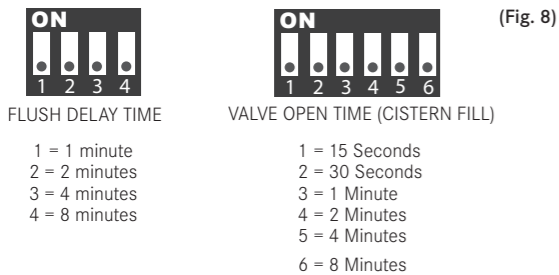 ON
1 2 3 4
FLUSH DELAY TIME
1 = 1 minute
2 = 2 minutes
3 = 4 minutes
4 = 8 minutes
ON
1 2 3 4 5 6
VALVE OPEN TIME (CISTERN FILL)
1 = 15 Seconds
2 = 30 Seconds
3 = 1 Minute
4 = 2 Minutes
5 = 4 Minutes
6 = 8 Minutes
(Fig. 8)